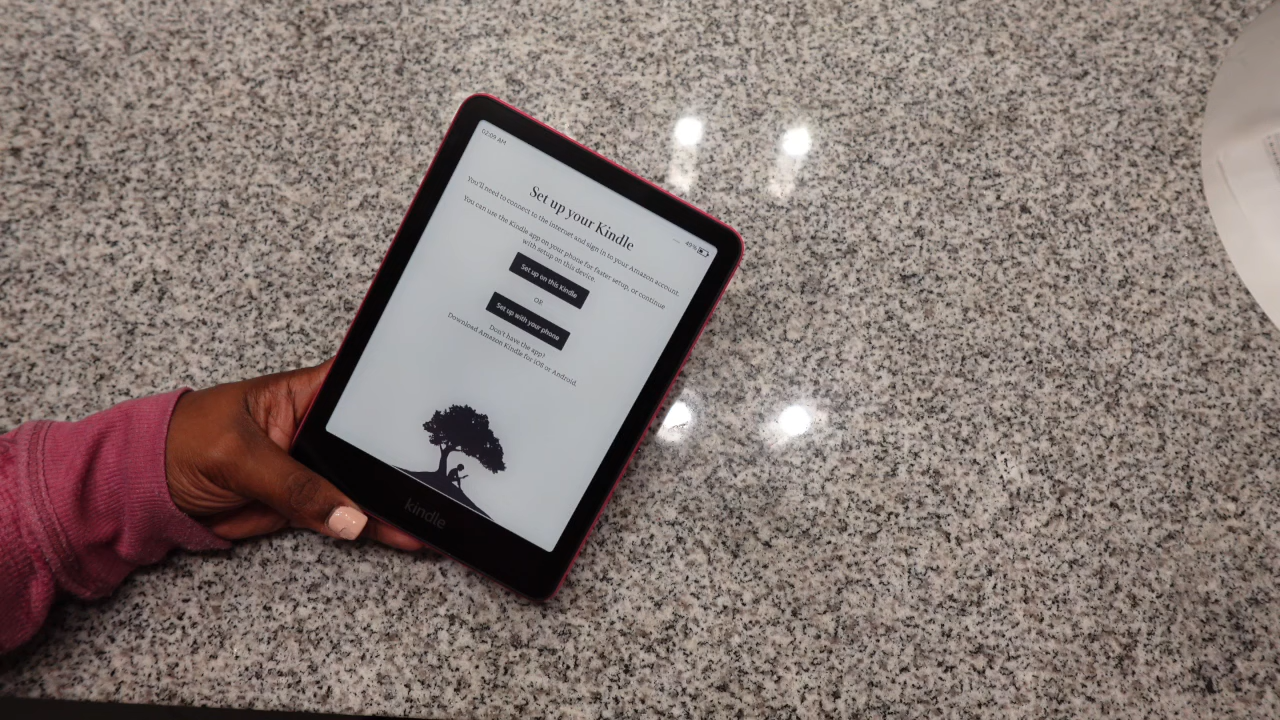 02:09 AM
49%
Set up your Kindle
You'll need to connect to the internet and sign in to your Amazon account.
You can use the Kindle app on your phone for faster setup, or continue
with setup on this device.
Set up on this Kindle
OR
Set up with your phone
Don't have the app?
Download Amazon Kindle for iOS or Android.
kindle